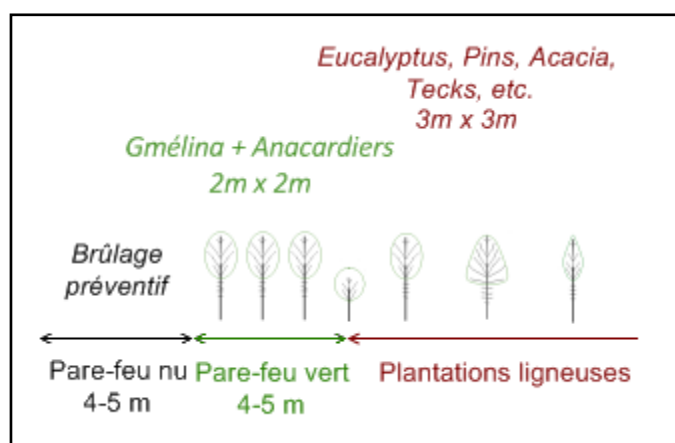 Eucalyptus, Pins, Acacia,
Tecks, etc.
3m x 3m
Gmélina + Anacardiers
2m x 2m
Brûlage
préventif
Pare-feu nu
4-5 m
Pare-feu vert
4-5 m
Plantations ligneuses